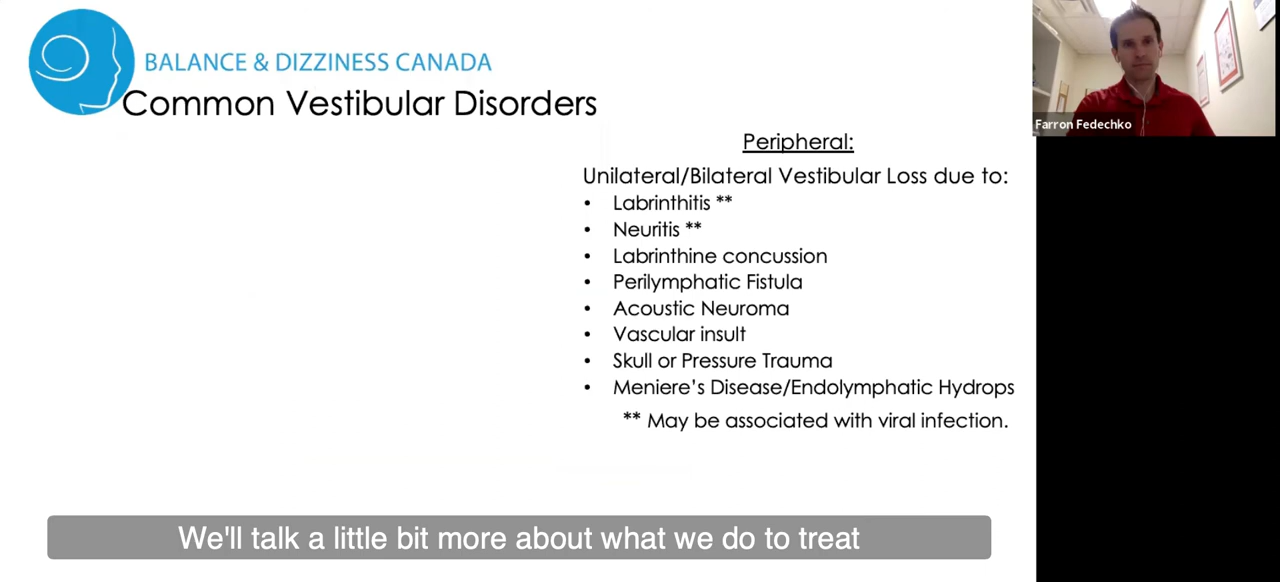 BALANCE & DIZZINESS CANADA
Common Vestibular Disorders
Peripheral:
Unilateral/Bilateral Vestibular Loss due to:
• Labrinthitis **
• Neuritis **
• Labrinthine concussion
• Perilymphatic Fistula
• Acoustic Neuroma
• Vascular insult
• Skull or Pressure Trauma
• Meniere's Disease/Endolymphatic Hydrops
** May be associated with viral infection.
Farron Fedechko
We'll talk a little bit more about what we do to treat